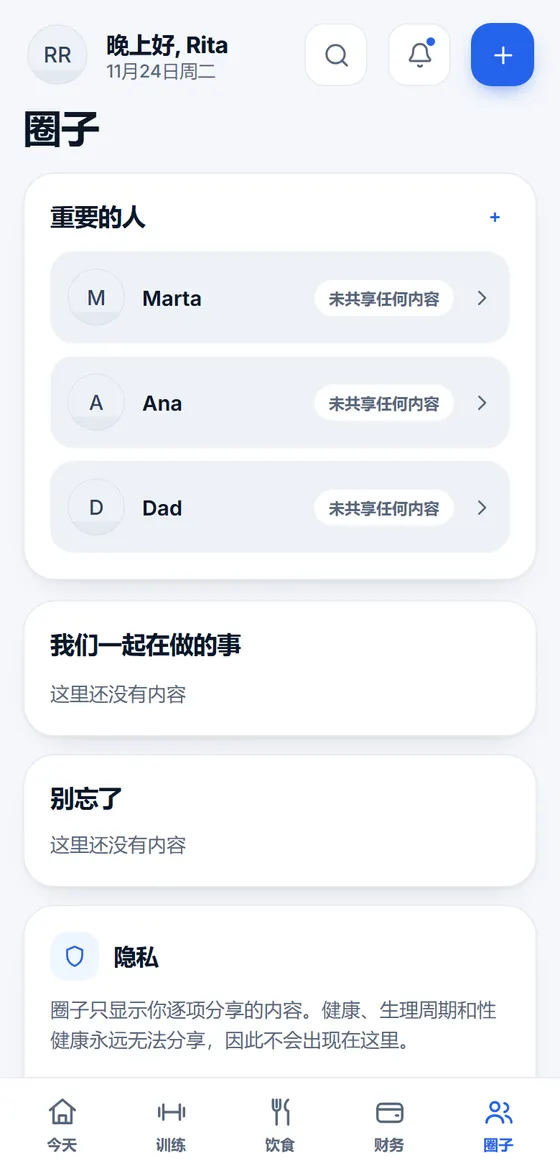 RR
晚上好, Rita
11月24日周二
圈子
重要的人
+
M
Marta
未共享任何内容
A
Ana
未共享任何内容
D
Dad
未共享任何内容
我们一起在做的事
这里还没有内容
别忘了
这里还没有内容
隐私
圈子只显示你逐项分享的内容。健康、生理周期和性
健康永远无法分享，因此不会出现在这里。
今天
训练
饮食
财务
圈子